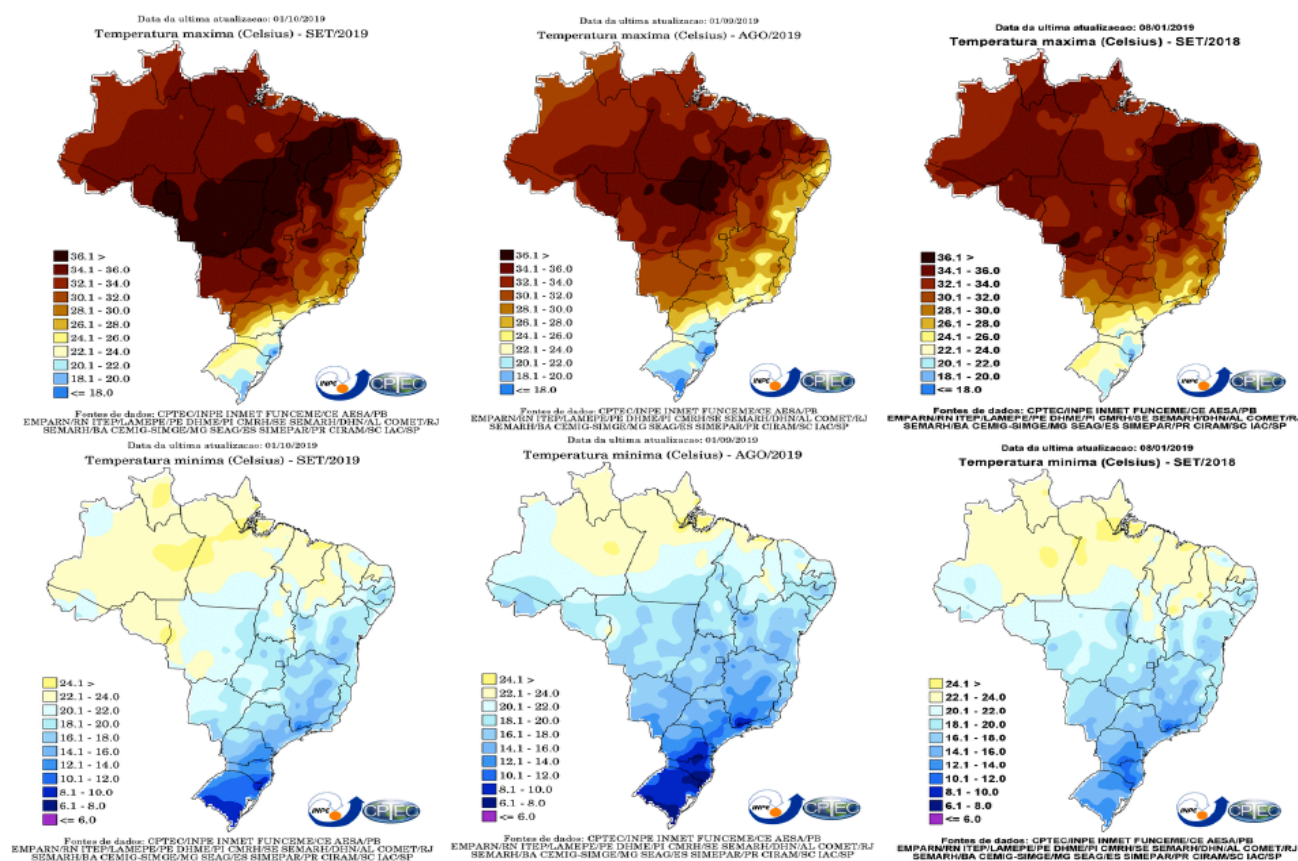 Data da ultima atualizacao: 01/10/2019
Temperatura maxima (Celsius) - SET/2019
36.1 >
34.1 - 36.0
32.1 - 34.0
30.1 - 32.0
28.1 - 30.0
26.1 - 28.0
24.1 - 26.0
22.1 - 24.0
20.1 - 22.0
18.1 - 20.0
<= 18.0
INPE
CPTEC
Fontes de dados: CPTEC/INPE INMET FUNCEME/CE AESA/PB
EMPARN/RN ITEP/LAMEPE/PE DHME/PI CMRH/SE SEMARH/DHN/AL COMET/RJ
SEMARH/BA CEMIG-SIMGE/MG SEAG/ES SIMEPAR/PR CIRAM/SC IAC/SP
Data da ultima atualizacao: 01/09/2019
Temperatura maxima (Celsius) - AGO/2019
36.1 >
34.1 - 36.0
32.1 - 34.0
30.1 - 32.0
28.1 - 30.0
26.1 - 28.0
24.1 - 26.0
22.1 - 24.0
20.1 - 22.0
18.1 - 20.0
<= 18.0
INPE
CPTEC
Fontes de dados: CPTEC/INPE INMET FUNCEME/CE AESA/PB
EMPARN/RN ITEP/LAMEPE/PE DHME/PI CMRH/SE SEMARH/DHN/AL COMET/RJ
SEMARH/BA CEMIG-SIMGE/MG SEAG/ES SIMEPAR/PR CIRAM/SC IAC/SP
Data da ultima atualizacao: 08/01/2019
Temperatura maxima (Celsius) - SET/2018
36.1 >
34.1 - 36.0
32.1 - 34.0
30.1 - 32.0
28.1 - 30.0
26.1 - 28.0
24.1 - 26.0
22.1 - 24.0
20.1 - 22.0
18.1 - 20.0
<= 18.0
INPE
CPTEC
Fontes de dados: CPTEC/INPE INMET FUNCEME/CE AESA/PB
EMPARN/RN ITEP/LAMEPE/PE DHME/PI CMRH/SE SEMARH/DHN/AL COMET/R
SEMARH/BA CEMIG-SIMGE/MG SEAG/ES SIMEPAR/PR CIRAM/SC IAC/SP
Data da ultima atualizacao: 01/10/2019
Temperatura minima (Celsius) - SET/2019
24.1 >
22.1 - 24.0
20.1 - 22.0
18.1 - 20.0
16.1 - 18.0
14.1 - 16.0
12.1 - 14.0
10.1 - 12.0
8.1 - 10.0
6.1 - 8.0
<= 6.0
INPE
CPTEC
Fontes de dados: CPTEC/INPE INMET FUNCEME/CE AESA/PB
EMPARN/RN ITEP/LAMEPE/PE DHME/PI CMRH/SE SEMARH/DHN/AL COMET/RJ
SEMARH/BA CEMIG-SIMGE/MG SEAG/ES SIMEPAR/PR CIRAM/SC IAC/SP
Data da ultima atualizacao: 01/09/2019
Temperatura minima (Celsius) - AGO/2019
24.1 >
22.1 - 24.0
20.1 - 22.0
18.1 - 20.0
16.1 - 18.0
14.1 - 16.0
12.1 - 14.0
10.1 - 12.0
8.1 - 10.0
6.1 - 8.0
<= 6.0
INPE
CPTEC
Fontes de dados: CPTEC/INPE INMET FUNCEME/CE AESA/PB
EMPARN/RN ITEP/LAMEPE/PE DHME/PI CMRH/SE SEMARH/DHN/AL COMET/RJ
SEMARH/BA CEMIG-SIMGE/MG SEAG/ES SIMEPAR/PR CIRAM/SC IAC/SP
Data da ultima atualizacao: 08/01/2019
Temperatura minima (Celsius) - SET/2018
24.1 >
22.1 - 24.0
20.1 - 22.0
18.1 - 20.0
16.1 - 18.0
14.1 - 16.0
12.1 - 14.0
10.1 - 12.0
8.1 - 10.0
6.1 - 8.0
<= 6.0
INPE
CPTEC
Fontes de dados: CPTEC/INPE INMET FUNCEME/CE AESA/PB
EMPARN/RN ITEP/LAMEPE/PE DHME/PI CMRH/SE SEMARH/DHN/AL COMET/R
SEMARH/BA CEMIG-SIMGE/MG SEAG/ES SIMEPAR/PR CIRAM/SC IAC/SP